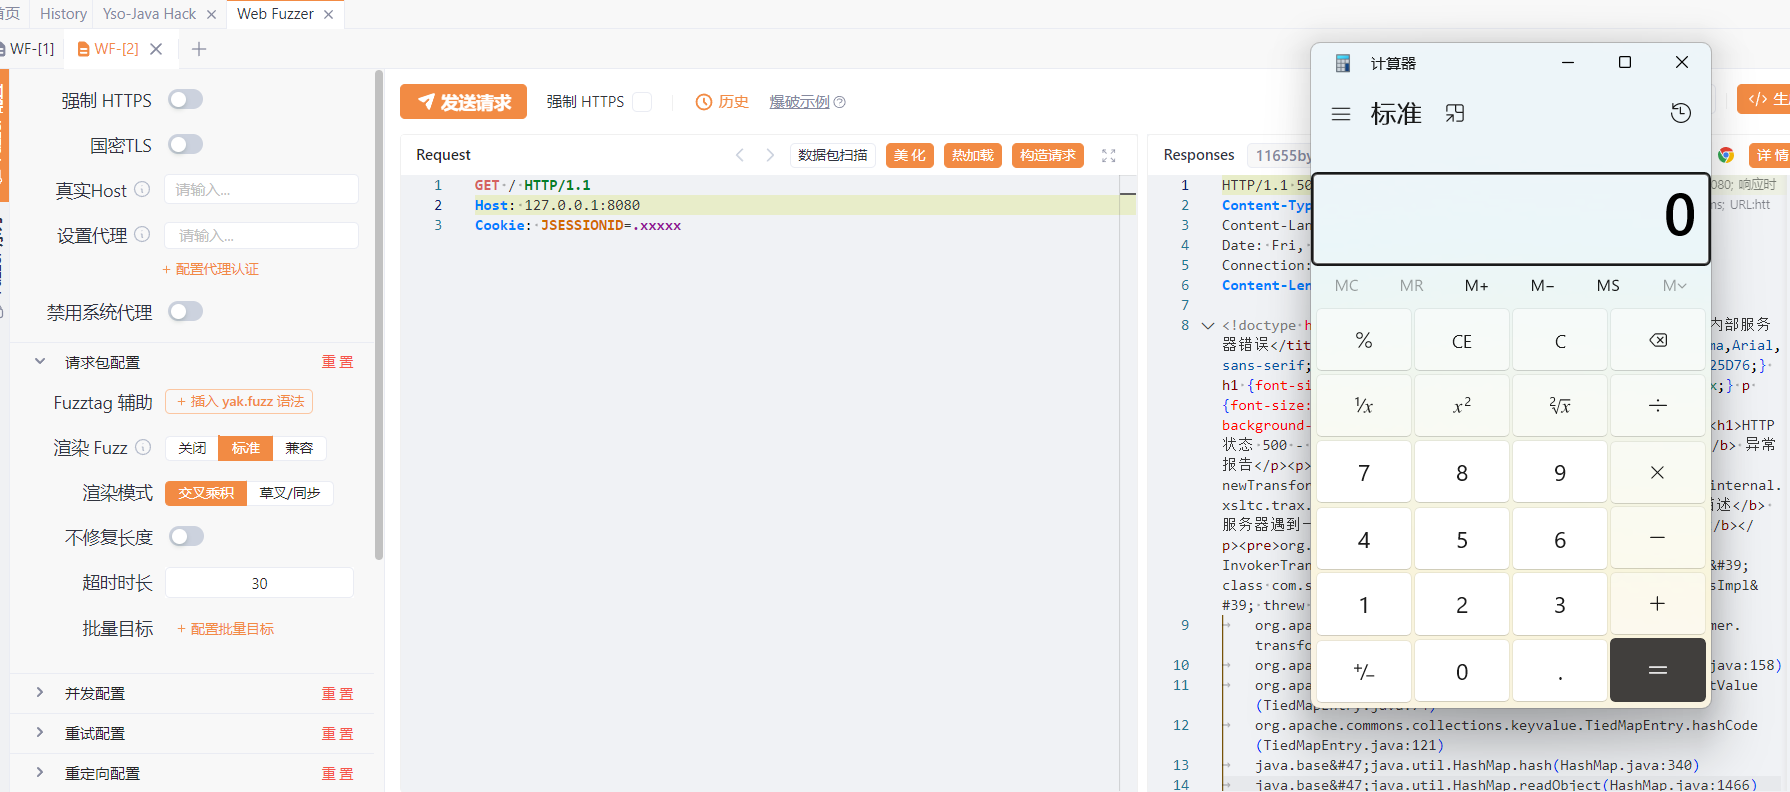 首页 History Yso-Java Hack Web Fuzzer
WF-[1] WF-[2]
强制 HTTPS
国密TLS
真实Host 请输入...
设置代理 请输入...
+ 配置代理认证
禁用系统代理
请求包配置 重置
Fuzztag 辅助 + 插入 yak.fuzz 语法
渲染 Fuzz 关闭 标准 兼容
渲染模式 交叉乘积 草叉/同步
不修复长度
超时时长 30
批量目标 + 配置批量目标
并发配置 重置
重试配置 重置
重定向配置 重置
发送请求 强制 HTTPS 历史 爆破示例
Request 数据包扫描 美化 热加载 构造请求
1 GET / HTTP/1.1
2 Host: 127.0.0.1:8080
3 Cookie: JSESSIONID=.xxxxx
Responses 11655by 详情
1 HTTP/1.1 50 080; 响应时
2 Content-Typ ms; URL:htt
3 Content-Lan
4 Date: Fri,
5 Connection:
6 Content-Len
7
8 <!doctype h 内部服务
器错误</tit ma,Arial,
sans-serif; 25D76;}
h1 {font-si x;} p
{font-size:
background- <h1>HTTP
状态 500 - /b> 异常
报告</p><p>
newTransfor internal.
xsltc.trax. 描述</b>
服务器遇到一 /b></
p><pre>org.
InvokerTran &#39;
class com.s sImpl&
#39; threw
9 org.apa mer.
transfo
10 org.apa java:158)
11 org.apa tValue
(TiedMapEntry.java:74)
12 org.apache.commons.collections.keyvalue.TiedMapEntry.hashCode
(TiedMapEntry.java:121)
13 java.base&#47;java.util.HashMap.hash(HashMap.java:340)
14 java.base&#47;java.util.HashMap.readObject(HashMap.java:1466)
计算器
标准
0
MC MR M+ M− MS M
% CE C
1/x x² ²√x ÷
7 8 9 ×
4 5 6 −
1 2 3 +
+/− 0 . =